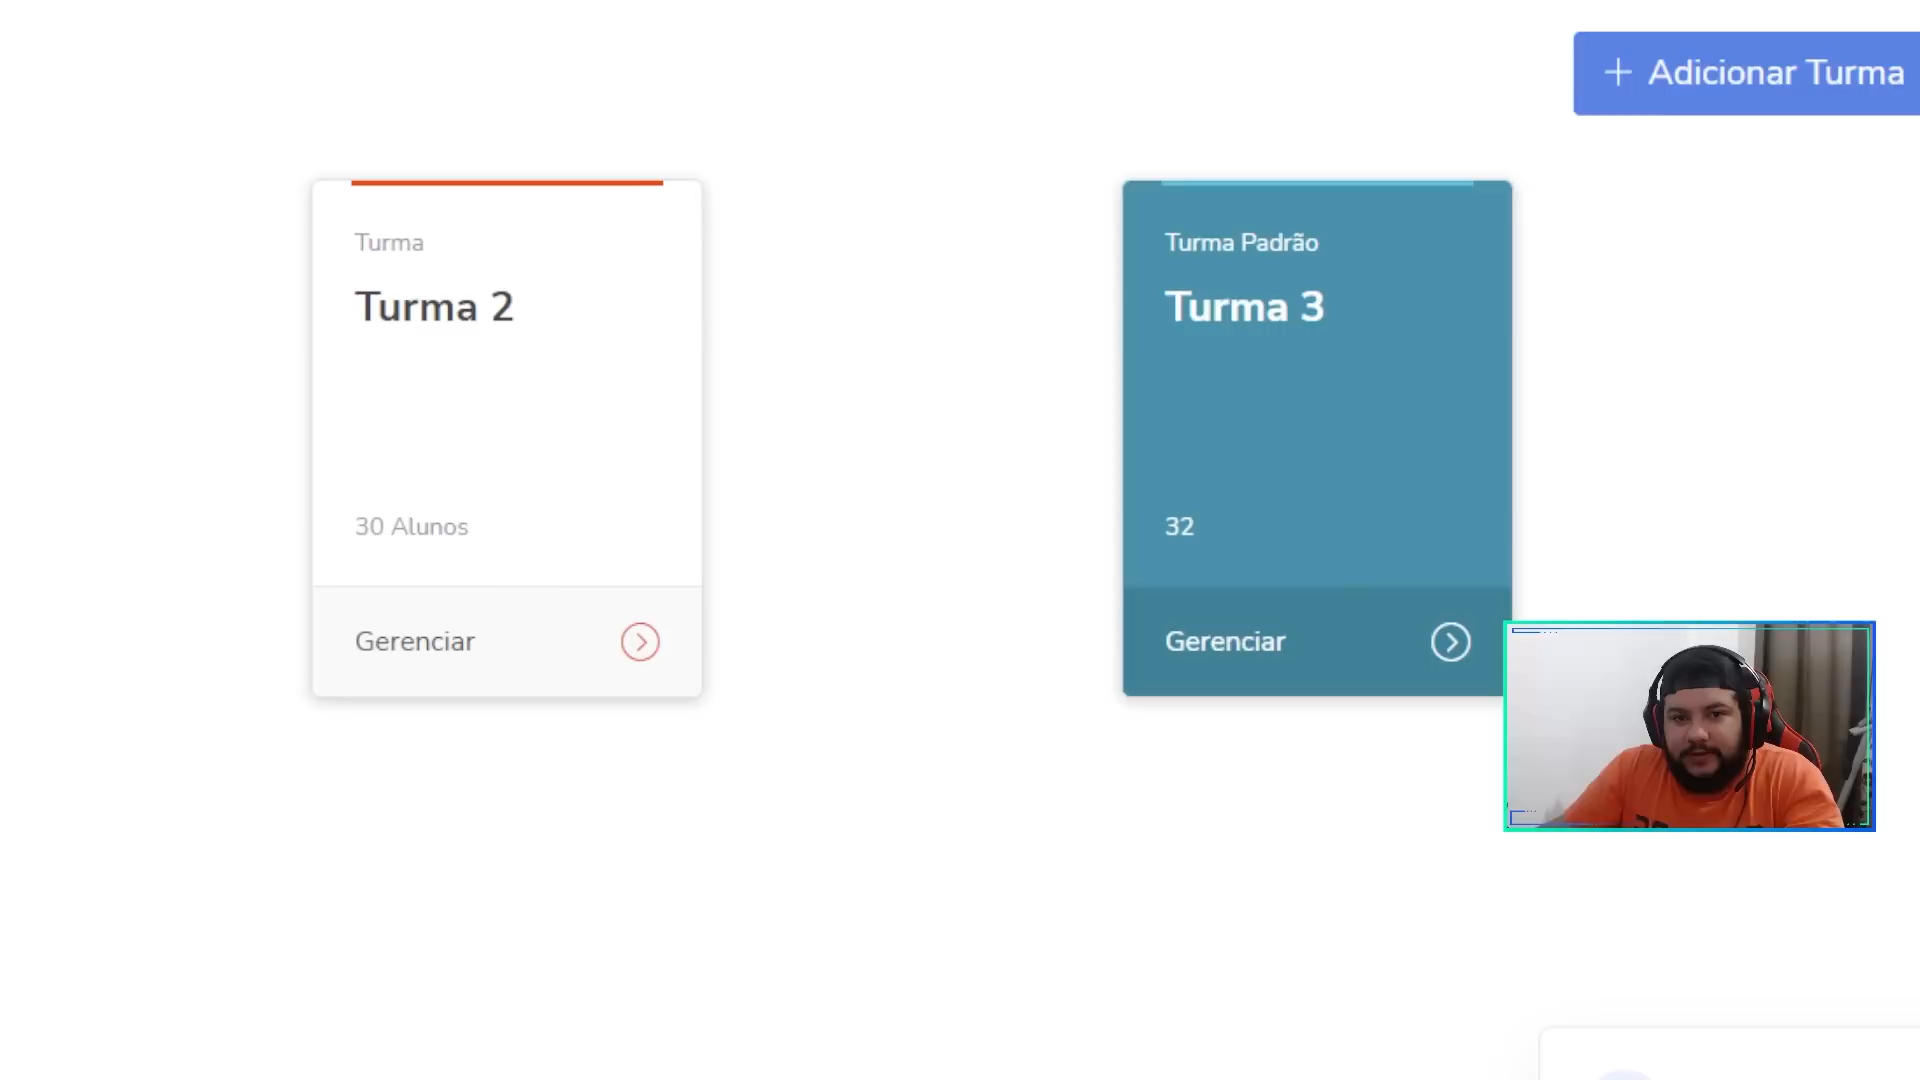 Adicionar Turma
Turma
Turma 2
30 Alunos
Gerenciar
Turma Padrão
Turma 3
32
Gerenciar